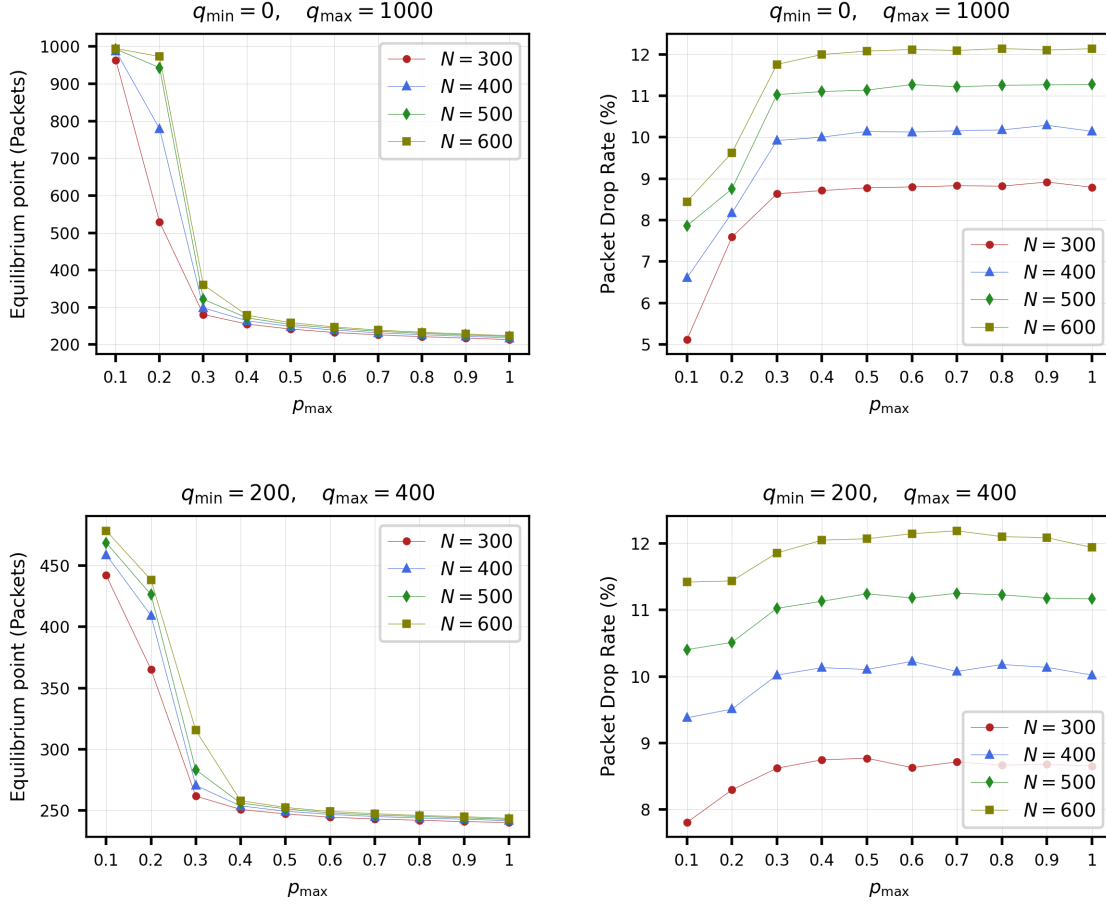 q_min = 0, q_max = 1000
Equilibrium point (Packets)
1000
900
800
700
600
500
400
300
200
N = 300
N = 400
N = 500
N = 600
0.1 0.2 0.3 0.4 0.5 0.6 0.7 0.8 0.9 1
p_max
q_min = 0, q_max = 1000
Packet Drop Rate (%)
12
11
10
9
8
7
6
5
N = 300
N = 400
N = 500
N = 600
0.1 0.2 0.3 0.4 0.5 0.6 0.7 0.8 0.9 1
p_max
q_min = 200, q_max = 400
Equilibrium point (Packets)
450
400
350
300
250
N = 300
N = 400
N = 500
N = 600
0.1 0.2 0.3 0.4 0.5 0.6 0.7 0.8 0.9 1
p_max
q_min = 200, q_max = 400
Packet Drop Rate (%)
12
11
10
9
8
N = 300
N = 400
N = 500
N = 600
0.1 0.2 0.3 0.4 0.5 0.6 0.7 0.8 0.9 1
p_max